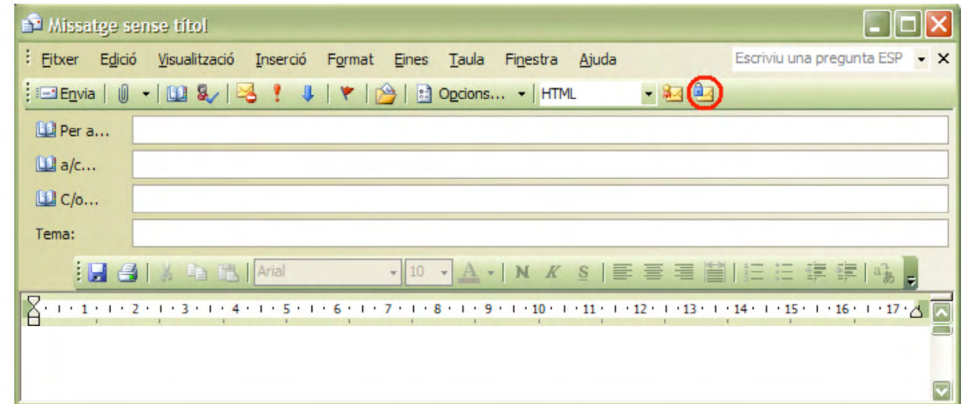 Missatge sense títol
Eitxer Edició Visualització Inserció Format Eines Taula Finestra Ajuda Escriviu una pregunta ESP
Envia Opcions... HTML
Per a...
a/c...
C/o...
Tema:
Arial 10 A N K S
1 2 3 4 5 6 7 8 9 10 11 12 13 14 15 16 17